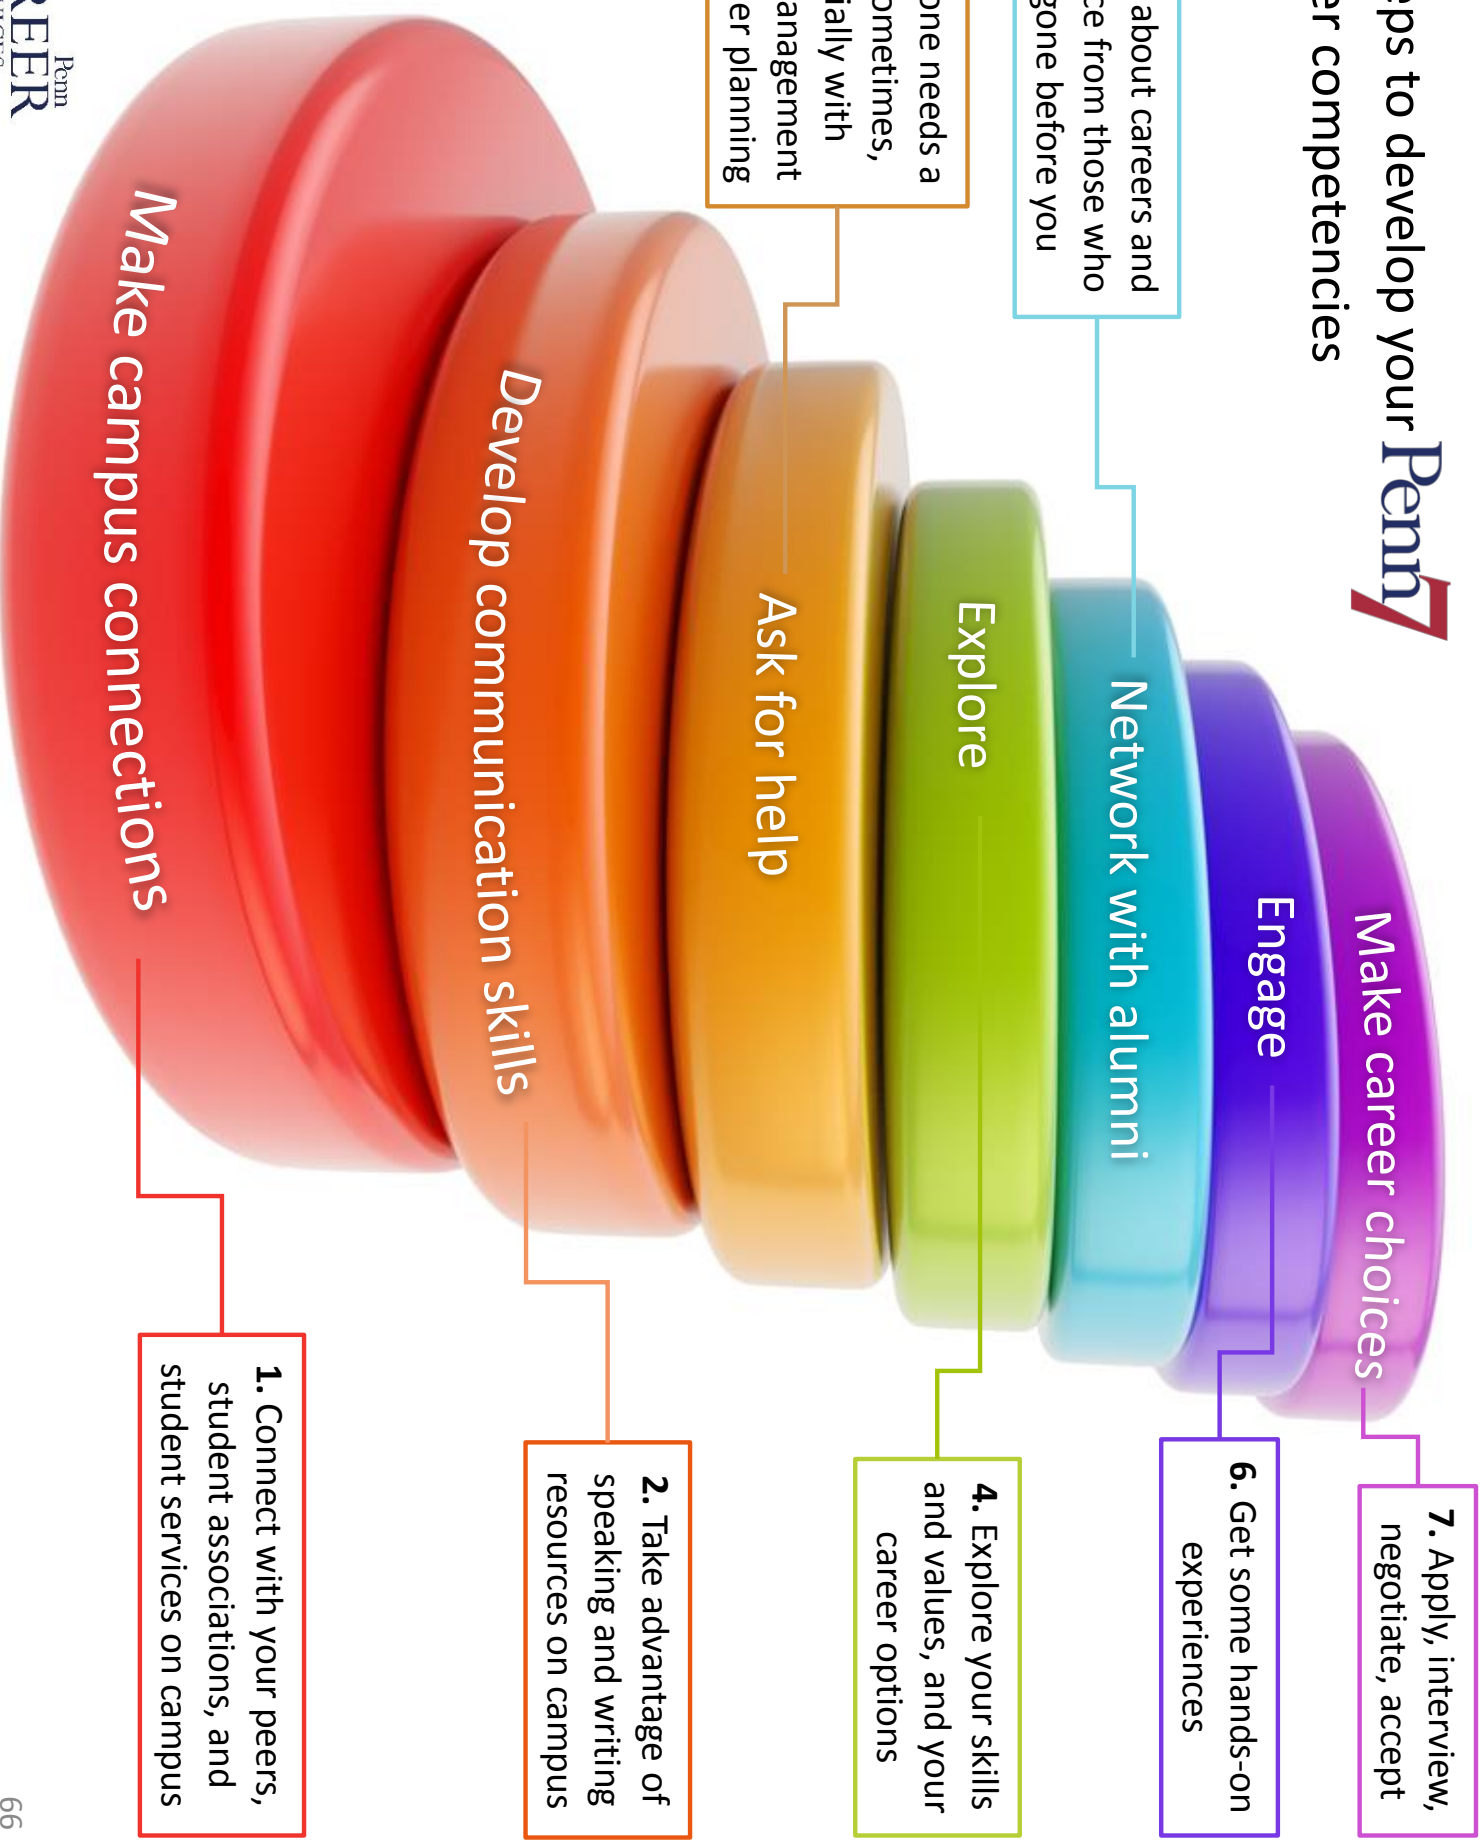 eps to develop your
er competencies
Penn7
Make career choices
7. Apply, interview,
negotiate, accept
Engage
6. Get some hands-on
experiences
about careers and
ce from those who
gone before you
Network with alumni
Explore
4. Explore your skills
and values, and your
career options
one needs a
ometimes,
ially with
anagement
er planning
Ask for help
Develop communication skills
2. Take advantage of
speaking and writing
resources on campus
Make campus connections
1. Connect with your peers,
student associations, and
student services on campus
Penn
REER
66